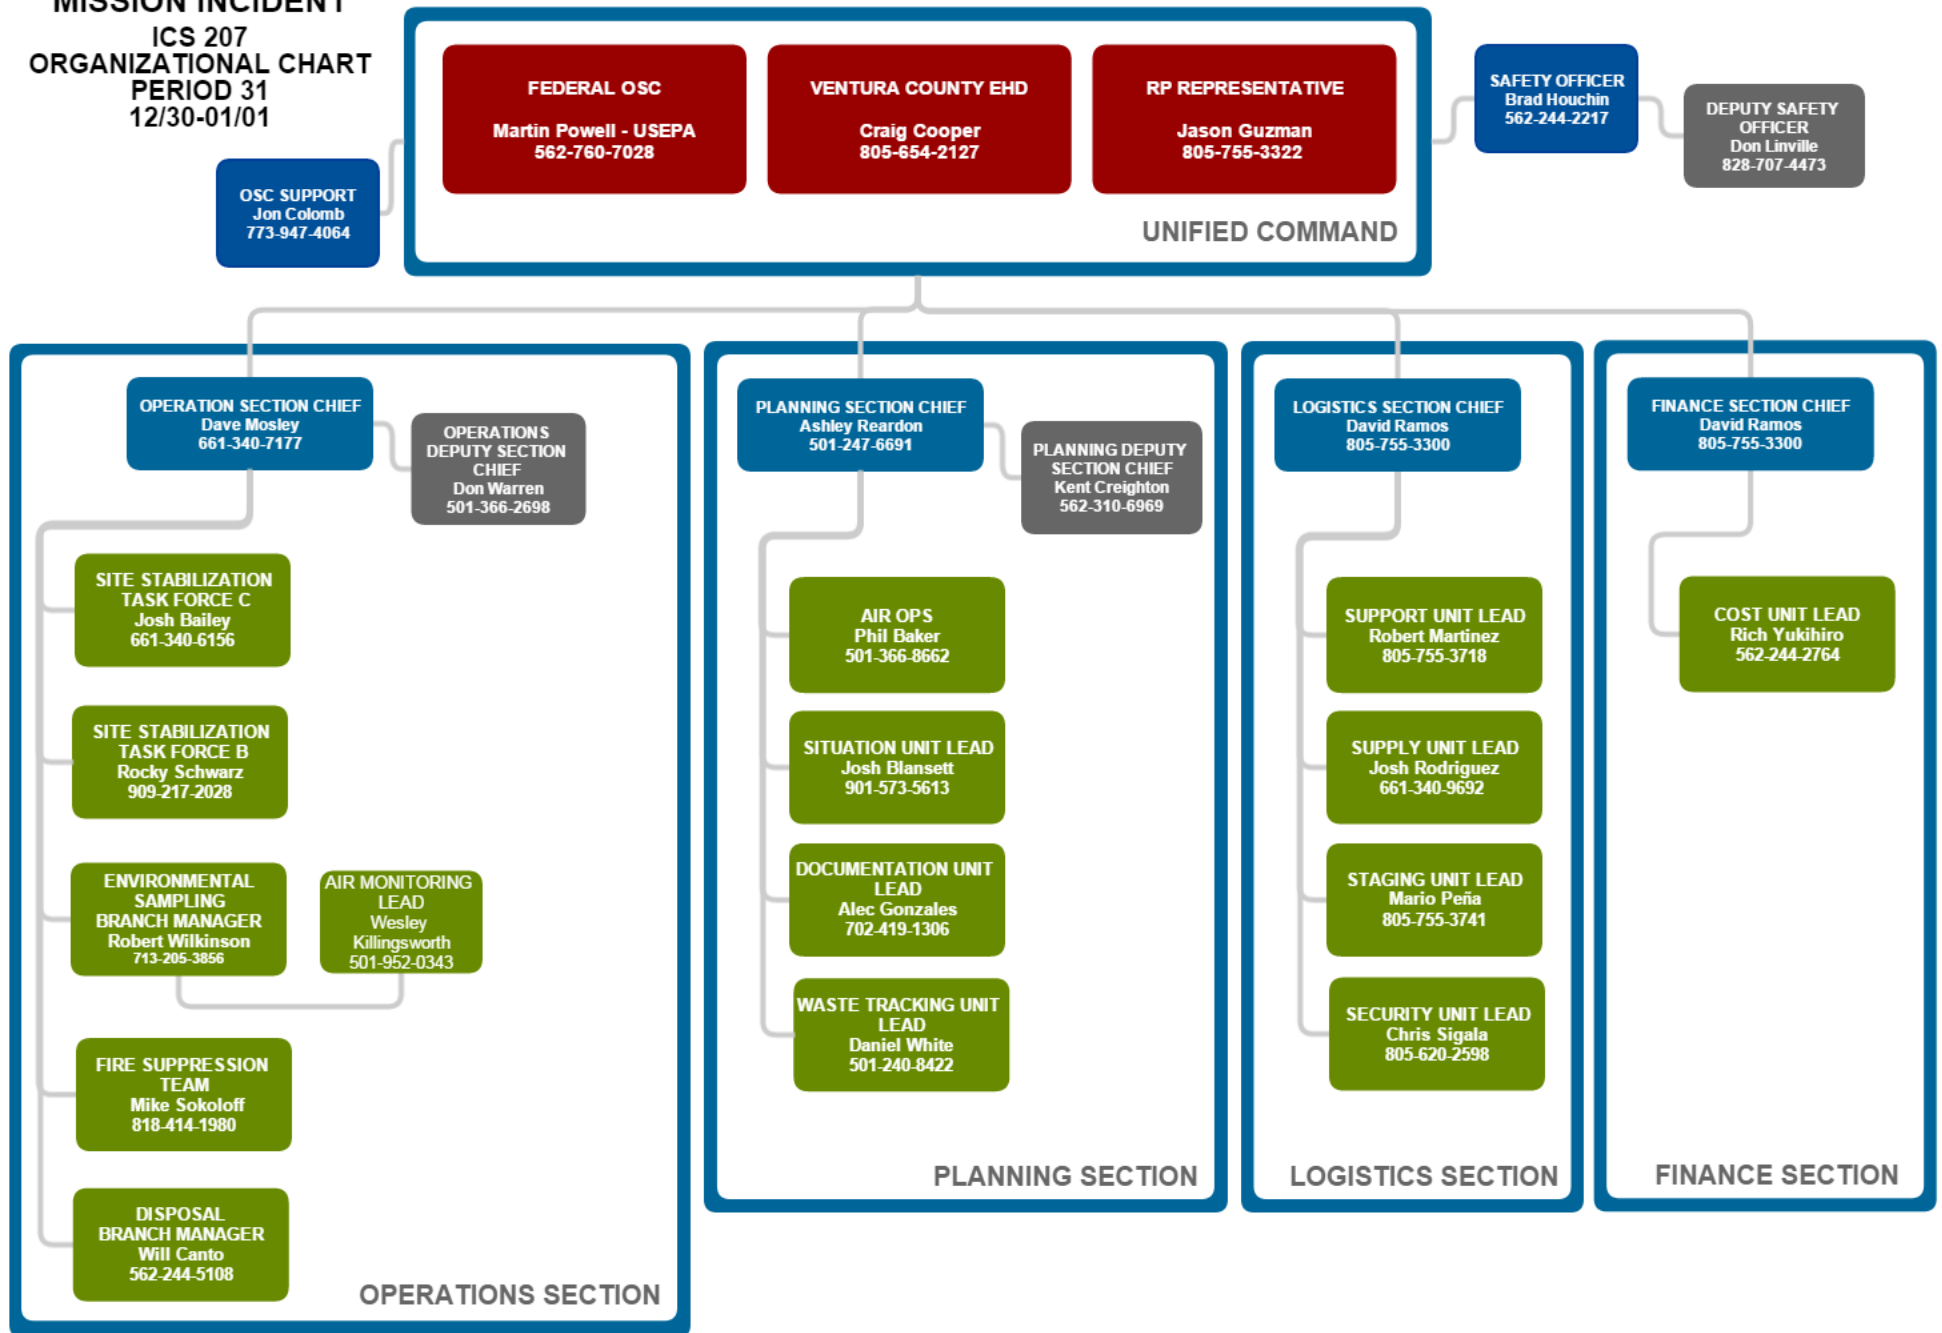 MISSION INCIDENT
ICS 207
ORGANIZATIONAL CHART
PERIOD 31
12/30-01/01
OSC SUPPORT
Jon Colomb
773-947-4064
FEDERAL OSC
Martin Powell - USEPA
562-760-7028
VENTURA COUNTY EHD
Craig Cooper
805-654-2127
RP REPRESENTATIVE
Jason Guzman
805-755-3322
UNIFIED COMMAND
SAFETY OFFICER
Brad Houchin
562-244-2217
DEPUTY SAFETY
OFFICER
Don Linville
828-707-4473
OPERATION SECTION CHIEF
Dave Mosley
661-340-7177
OPERATIONS
DEPUTY SECTION
CHIEF
Don Warren
501-366-2698
SITE STABILIZATION
TASK FORCE C
Josh Bailey
661-340-6156
SITE STABILIZATION
TASK FORCE B
Rocky Schwarz
909-217-2028
ENVIRONMENTAL
SAMPLING
BRANCH MANAGER
Robert Wilkinson
713-205-3856
AIR MONITORING
LEAD
Wesley
Killingsworth
501-952-0343
FIRE SUPPRESSION
TEAM
Mike Sokoloff
818-414-1980
DISPOSAL
BRANCH MANAGER
Will Canto
562-244-5108
OPERATIONS SECTION
PLANNING SECTION CHIEF
Ashley Reardon
501-247-6691
PLANNING DEPUTY
SECTION CHIEF
Kent Creighton
562-310-6969
AIR OPS
Phil Baker
501-366-8662
SITUATION UNIT LEAD
Josh Blansett
901-573-5613
DOCUMENTATION UNIT
LEAD
Alec Gonzales
702-419-1306
WASTE TRACKING UNIT
LEAD
Daniel White
501-240-8422
PLANNING SECTION
LOGISTICS SECTION CHIEF
David Ramos
805-755-3300
SUPPORT UNIT LEAD
Robert Martinez
805-755-3718
SUPPLY UNIT LEAD
Josh Rodriguez
661-340-9692
STAGING UNIT LEAD
Mario Peña
805-755-3741
SECURITY UNIT LEAD
Chris Sigala
805-620-2598
LOGISTICS SECTION
FINANCE SECTION CHIEF
David Ramos
805-755-3300
COST UNIT LEAD
Rich Yukihiro
562-244-2764
FINANCE SECTION